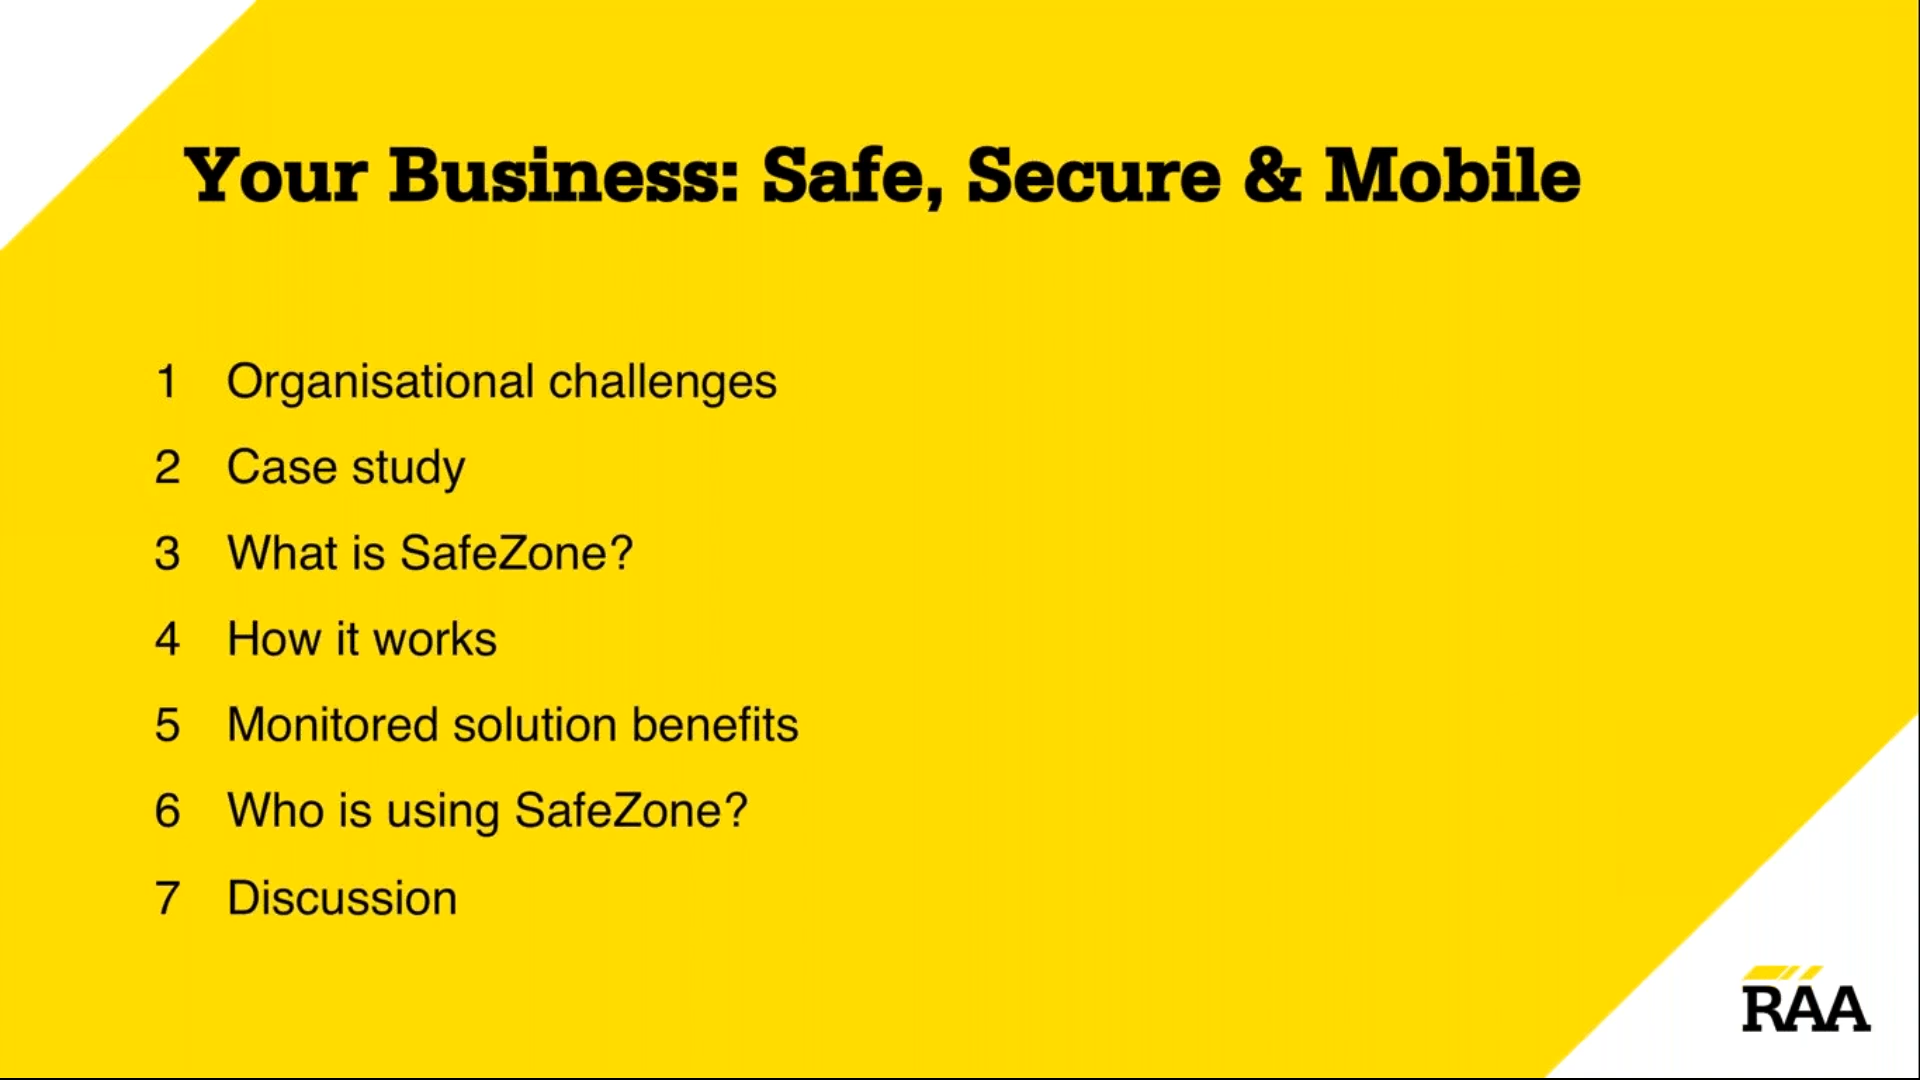 Your Business: Safe, Secure & Mobile
1 Organisational challenges
2 Case study
3 What is SafeZone?
4 How it works
5 Monitored solution benefits
6 Who is using SafeZone?
7 Discussion
RAA